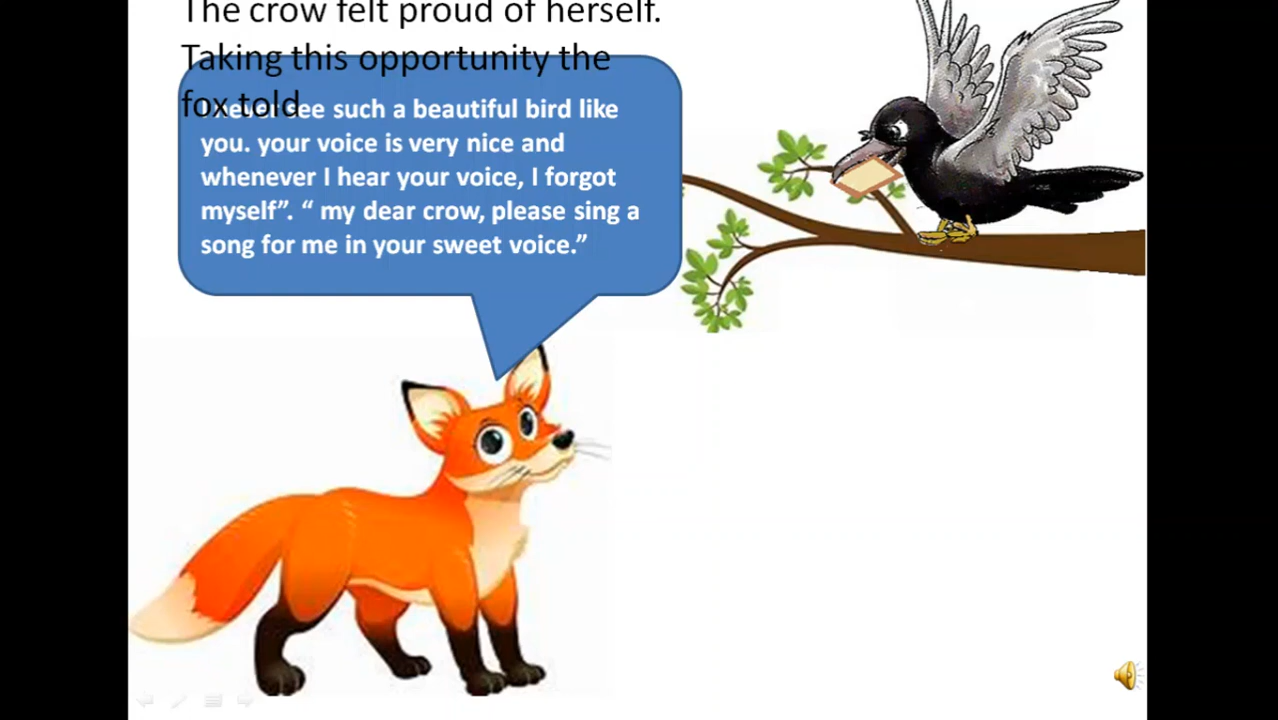 The crow felt proud of herself.
Taking this opportunity the
fox told
I never see such a beautiful bird like
you. your voice is very nice and
whenever I hear your voice, I forgot
myself”. “ my dear crow, please sing a
song for me in your sweet voice.”